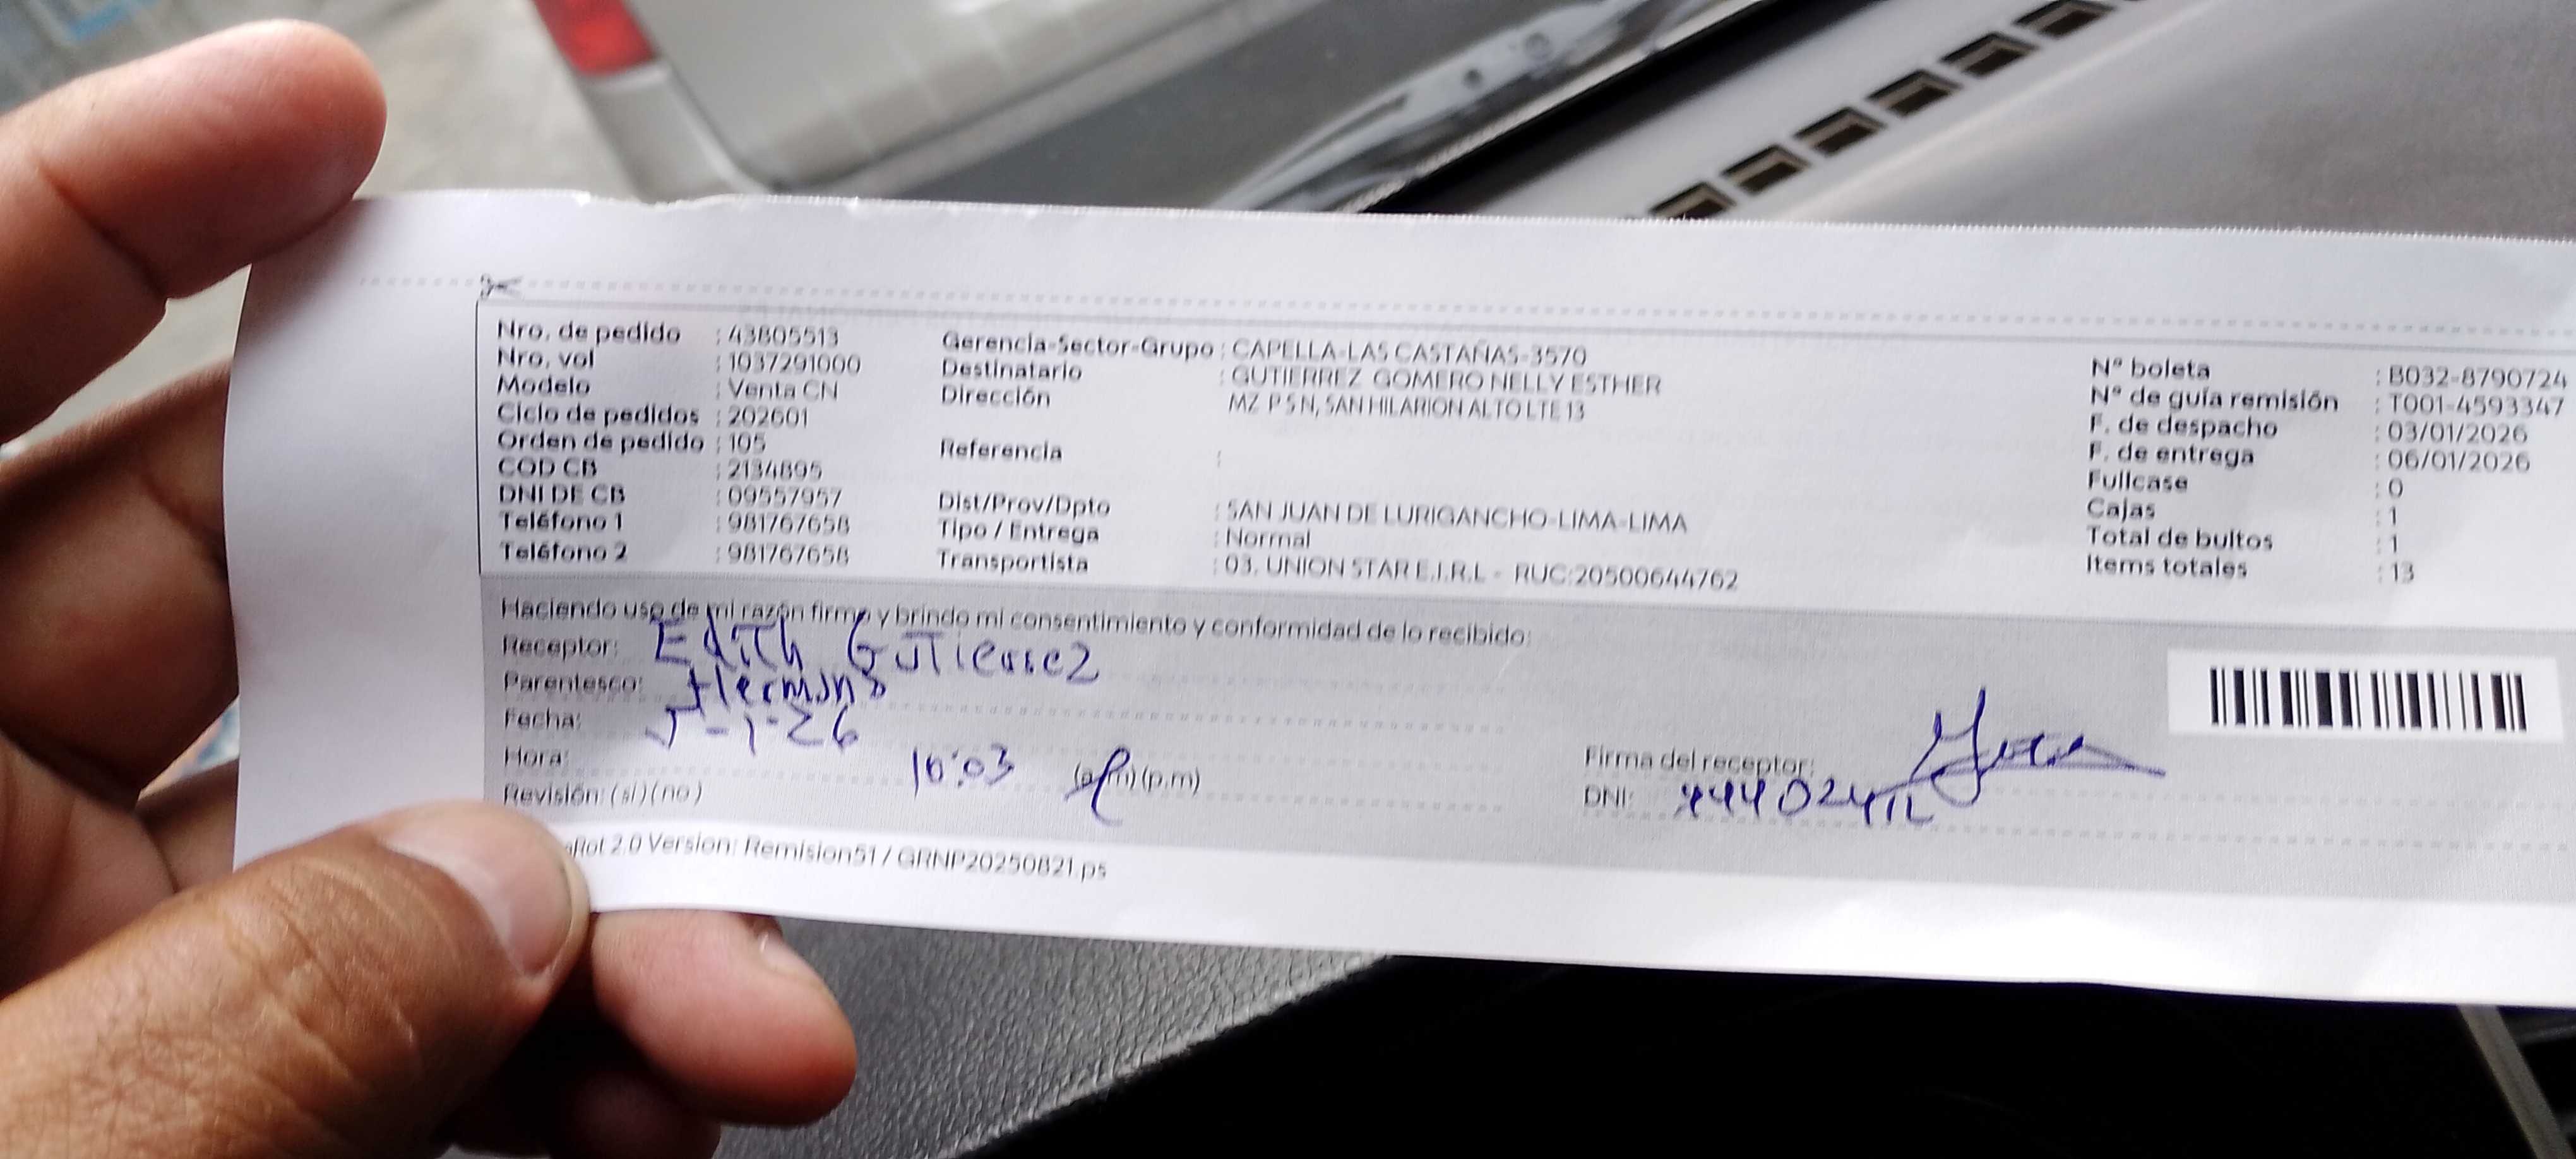 Nro. de pedido : 43805513
Nro. vol : 1037291000
Modelo : Venta CN
Ciclo de pedidos : 202601
Orden de pedido : 105
COD CB : 2134895
DNI DE CB : 09557957
Teléfono 1 : 981767658
Teléfono 2 : 981767658
Gerencia-Sector-Grupo : CAPELLA-LAS CASTAÑAS-3570
Destinatario : GUTIERREZ GOMERO NELLY ESTHER
Dirección MZ P S N, SAN HILARION ALTO LTE 13
Referencia :
Dist/Prov/Dpto : SAN JUAN DE LURIGANCHO-LIMA-LIMA
Tipo / Entrega : Normal
Transportista : 03. UNION STAR E.I.R.L - RUC:20500644762
N° boleta : B032-8790724
N° de guía remisión : T001-4593347
F. de despacho : 03/01/2026
F. de entrega : 06/01/2026
Fullcase : 0
Cajas : 1
Total de bultos : 1
Items totales : 13
Haciendo uso de mi razón firmo y brindo mi consentimiento y conformidad de lo recibido:
Receptor: Edith Gutierrez
Parentesco: Hermana
Fecha: 5-1-26
Hora: 10:03 (a.m)(p.m)
Revisión: (si)(no)
Firma del receptor:
DNI:
2.0 Version: Remision51 / GRNP20250821.ps